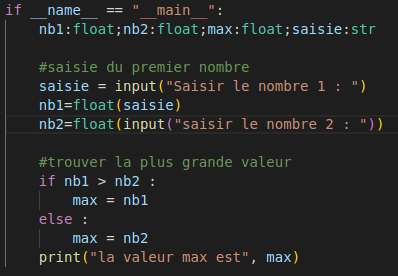 if __name__ == "__main__":
    nb1:float;nb2:float;max:float;saisie:str

    #saisie du premier nombre
    saisie = input("Saisir le nombre 1 : ")
    nb1=float(saisie)
    nb2=float(input("saisir le nombre 2 : "))

    #trouver la plus grande valeur
    if nb1 > nb2 :
        max = nb1
    else :
        max = nb2
    print("la valeur max est", max)